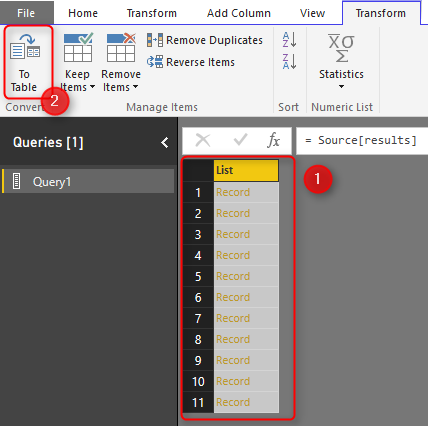 File Home Transform Add Column View Transform
To Table
Keep Items
Remove Items
Remove Duplicates
Reverse Items
Statistics
Convert
Manage Items
Sort
Numeric List
2
Queries [1]
Query1
fx
= Source[results]
1
List
1 Record
2 Record
3 Record
4 Record
5 Record
6 Record
7 Record
8 Record
9 Record
10 Record
11 Record